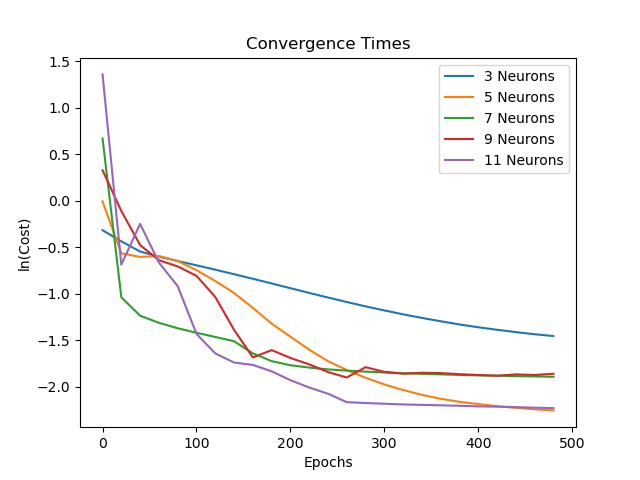 Convergence Times
1.5
1.0
0.5
0.0
−0.5
−1.0
−1.5
−2.0
ln(Cost)
3 Neurons
5 Neurons
7 Neurons
9 Neurons
11 Neurons
0 100 200 300 400 500
Epochs